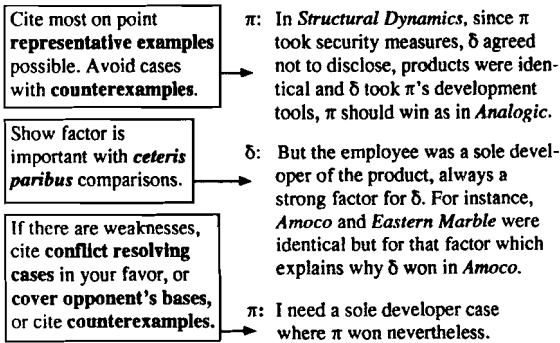 Cite most on point
representative examples
possible. Avoid cases
with counterexamples.
π: In Structural Dynamics, since π
took security measures, δ agreed
not to disclose, products were iden-
tical and δ took π's development
tools, π should win as in Analogic.
Show factor is
important with ceteris
paribus comparisons.
δ: But the employee was a sole devel-
oper of the product, always a
strong factor for δ. For instance,
Amoco and Eastern Marble were
identical but for that factor which
explains why δ won in Amoco.
If there are weaknesses,
cite conflict resolving
cases in your favor, or
cover opponent's bases,
or cite counterexamples.
π: I need a sole developer case
where π won nevertheless.